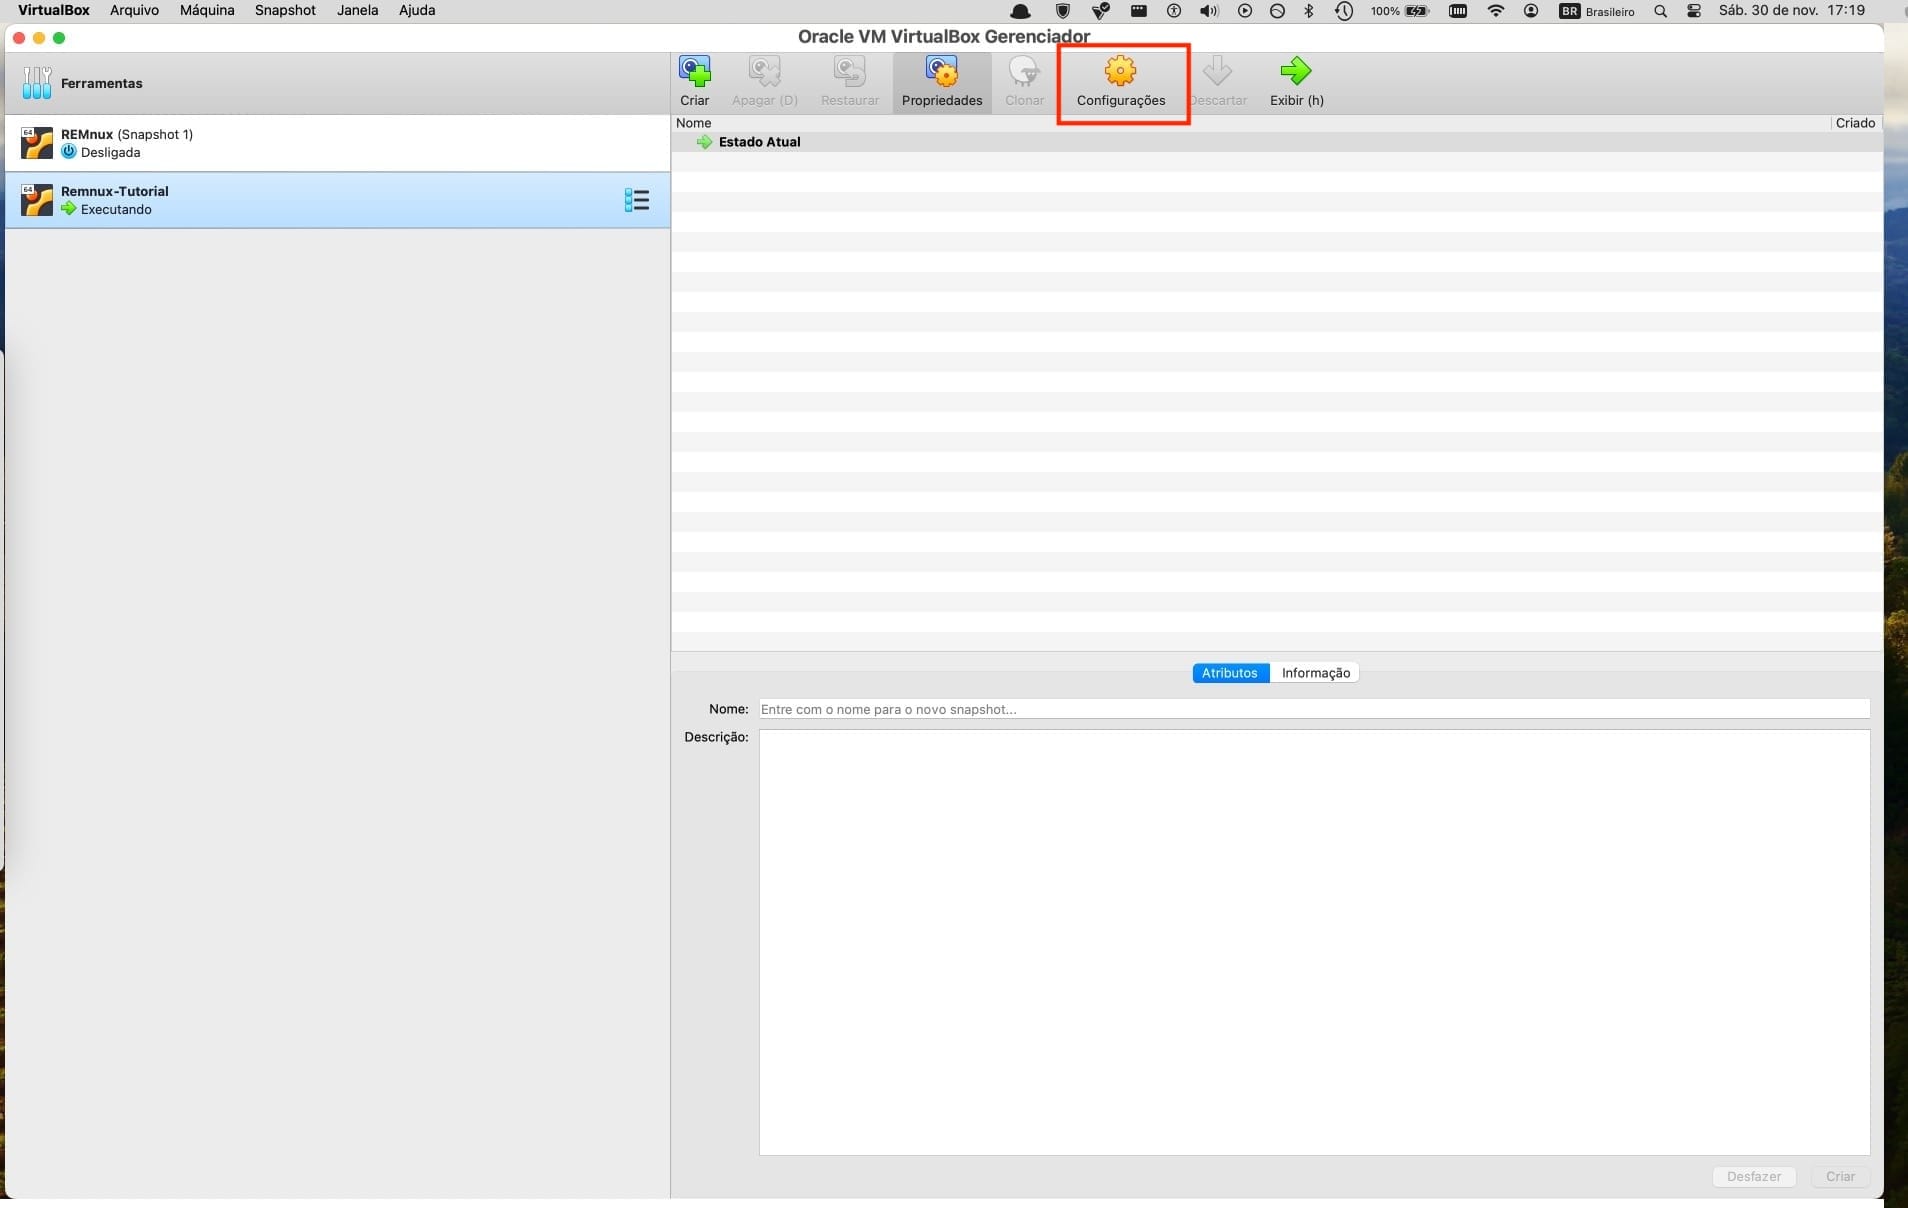 VirtualBox Arquivo Máquina Snapshot Janela Ajuda 100% BR Brasileiro Sáb. 30 de nov. 17:19
Oracle VM VirtualBox Gerenciador
Ferramentas
Criar Apagar (D) Restaurar Propriedades Clonar Configurações Descartar Exibir (h)
Nome Criado
64 REMnux (Snapshot 1)
Desligada
Estado Atual
64 Remnux-Tutorial
Executando
Atributos Informação
Nome: Entre com o nome para o novo snapshot...
Descrição:
Desfazer Criar